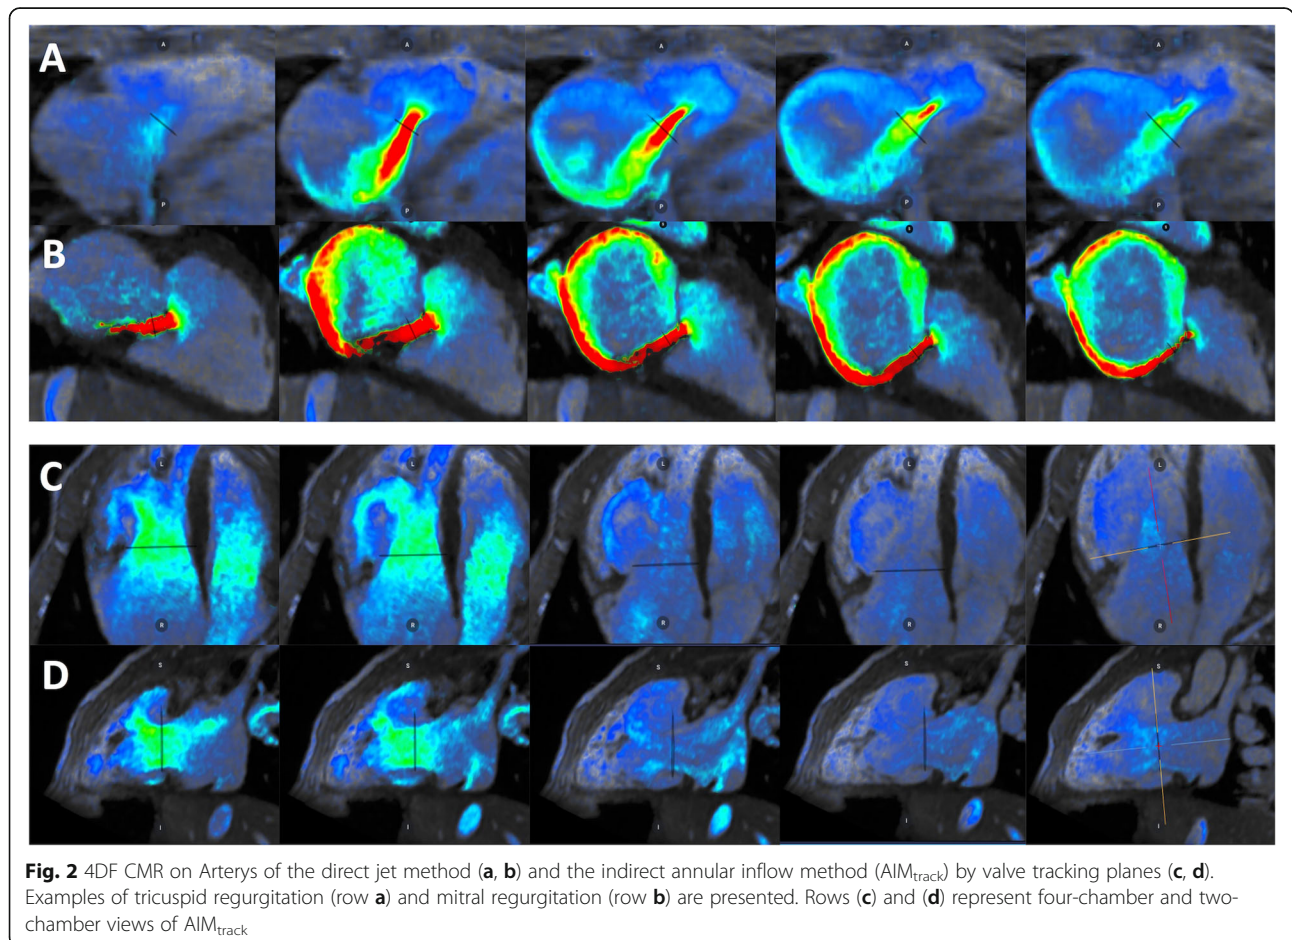 A
A A A A A
P P P P P
B
C
L L L L L
R R R R R
D
S S S S S
I I I I I
Fig. 2 4DF CMR on Arterys of the direct jet method (a, b) and the indirect annular inflow method (AIMtrack) by valve tracking planes (c, d).
Examples of tricuspid regurgitation (row a) and mitral regurgitation (row b) are presented. Rows (c) and (d) represent four-chamber and two-
chamber views of AIMtrack